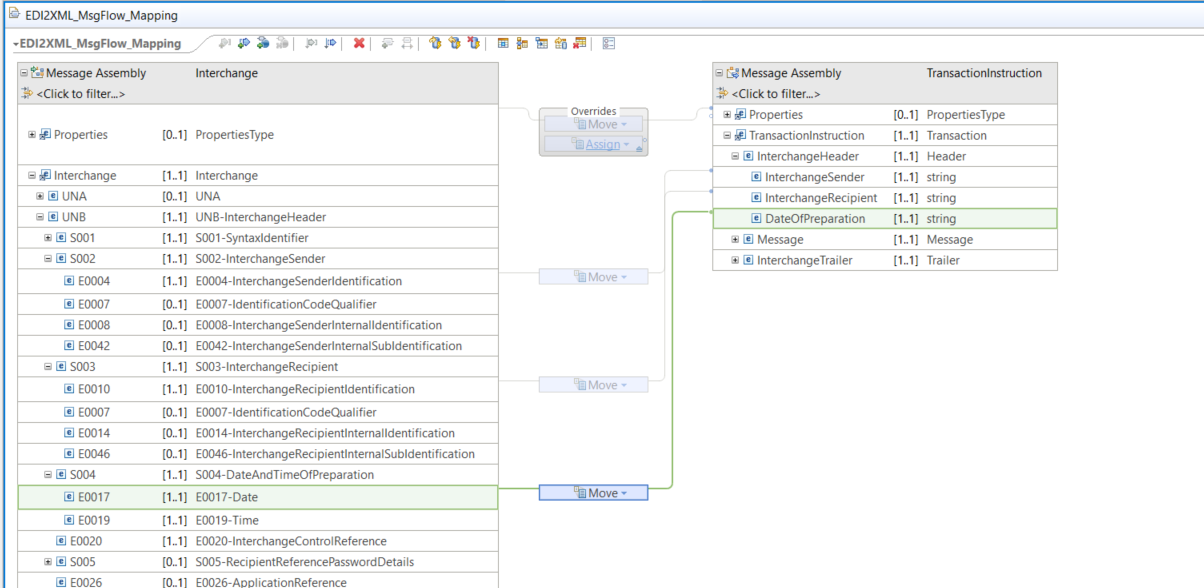 EDI2XML_MsgFlow_Mapping
EDI2XML_MsgFlow_Mapping
Message Assembly Interchange
<Click to filter...>
Properties [0..1] PropertiesType
Interchange [1..1] Interchange
UNA [0..1] UNA
UNB [1..1] UNB-InterchangeHeader
S001 [1..1] S001-SyntaxIdentifier
S002 [1..1] S002-InterchangeSender
E0004 [1..1] E0004-InterchangeSenderIdentification
E0007 [0..1] E0007-IdentificationCodeQualifier
E0008 [0..1] E0008-InterchangeSenderInternalIdentification
E0042 [0..1] E0042-InterchangeSenderInternalSubIdentification
S003 [1..1] S003-InterchangeRecipient
E0010 [1..1] E0010-InterchangeRecipientIdentification
E0007 [0..1] E0007-IdentificationCodeQualifier
E0014 [0..1] E0014-InterchangeRecipientInternalIdentification
E0046 [0..1] E0046-InterchangeRecipientInternalSubIdentification
S004 [1..1] S004-DateAndTimeOfPreparation
E0017 [1..1] E0017-Date
E0019 [1..1] E0019-Time
E0020 [1..1] E0020-InterchangeControlReference
S005 [0..1] S005-RecipientReferencePasswordDetails
E0026 [0..1] E0026-ApplicationReference
Overrides
Move
Assign
Move
Move
Move
Message Assembly TransactionInstruction
<Click to filter...>
Properties [0..1] PropertiesType
TransactionInstruction [1..1] Transaction
InterchangeHeader [1..1] Header
InterchangeSender [1..1] string
InterchangeRecipient [1..1] string
DateOfPreparation [1..1] string
Message [1..1] Message
InterchangeTrailer [1..1] Trailer